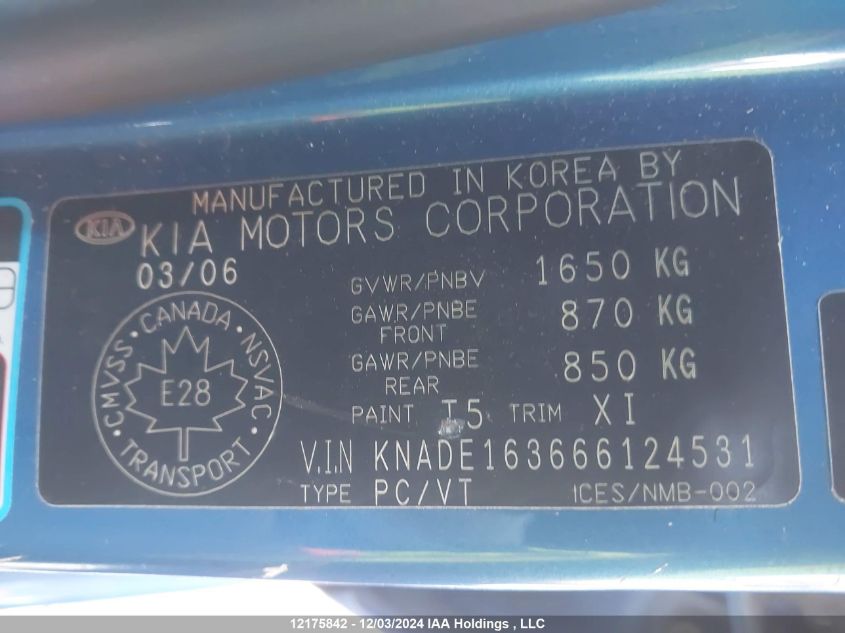 MANUFACTURED IN KOREA BY
KIA KIA MOTORS CORPORATION
03/06
GVWR/PNBV 1650 KG
GAWR/PNBE FRONT 870 KG
GAWR/PNBE REAR 850 KG
PAINT T5 TRIM XI
CMVSS • CANADA • NSVAC • TRANSPORT •
E28
V.I.N KNADE163666124531
TYPE PC/VT ICES/NMB-002
12175842 - 12/03/2024 IAA Holdings , LLC